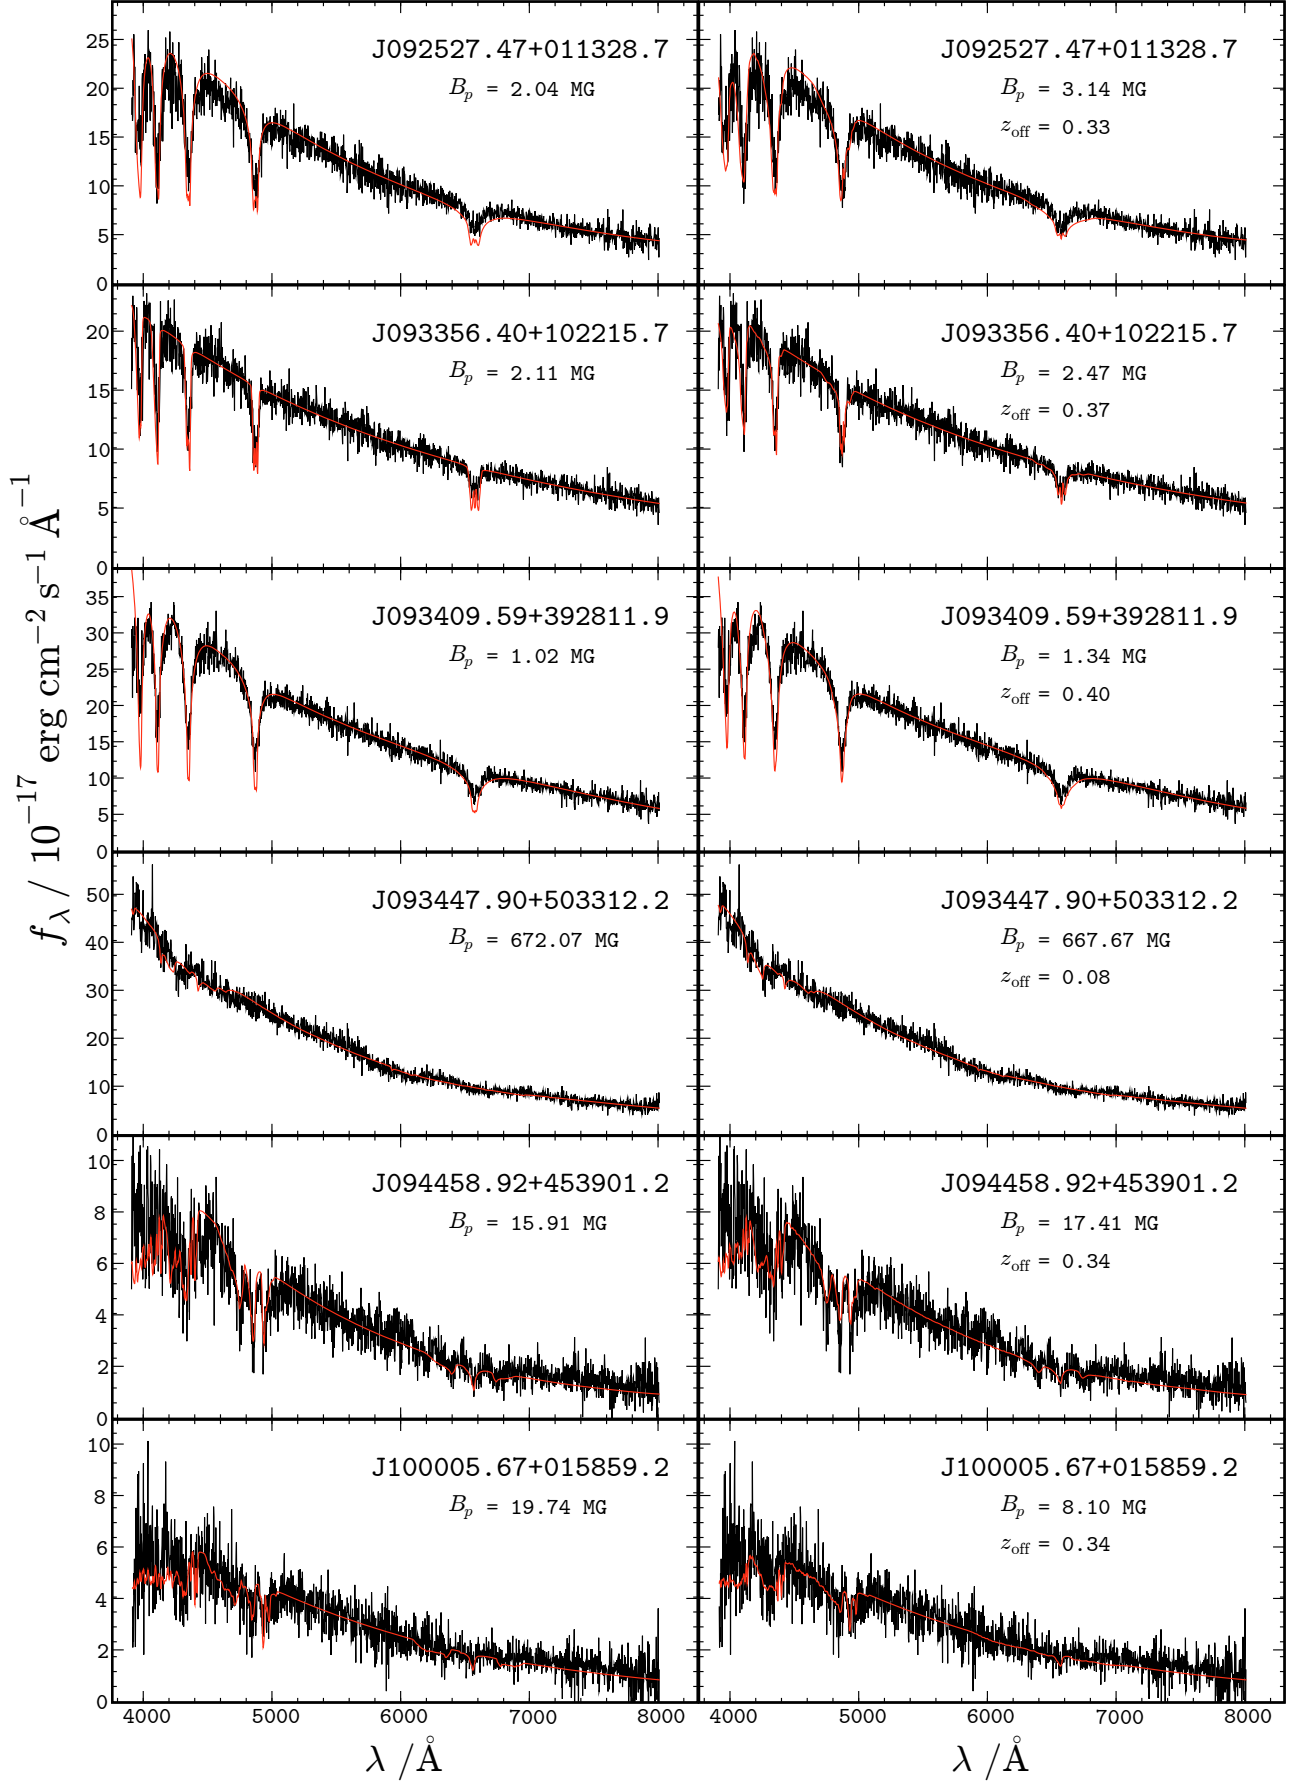 f_λ / 10⁻¹⁷ erg cm⁻² s⁻¹ Å⁻¹
J092527.47+011328.7
B_p = 2.04 MG
25
20
15
10
5
0
J092527.47+011328.7
B_p = 3.14 MG
z_off = 0.33
J093356.40+102215.7
B_p = 2.11 MG
20
15
10
5
0
J093356.40+102215.7
B_p = 2.47 MG
z_off = 0.37
J093409.59+392811.9
B_p = 1.02 MG
35
30
25
20
15
10
5
0
J093409.59+392811.9
B_p = 1.34 MG
z_off = 0.40
J093447.90+503312.2
B_p = 672.07 MG
50
40
30
20
10
0
J093447.90+503312.2
B_p = 667.67 MG
z_off = 0.08
J094458.92+453901.2
B_p = 15.91 MG
10
8
6
4
2
0
J094458.92+453901.2
B_p = 17.41 MG
z_off = 0.34
J100005.67+015859.2
B_p = 19.74 MG
10
8
6
4
2
0
J100005.67+015859.2
B_p = 8.10 MG
z_off = 0.34
4000 5000 6000 7000 8000
4000 5000 6000 7000 8000
λ /Å
λ /Å